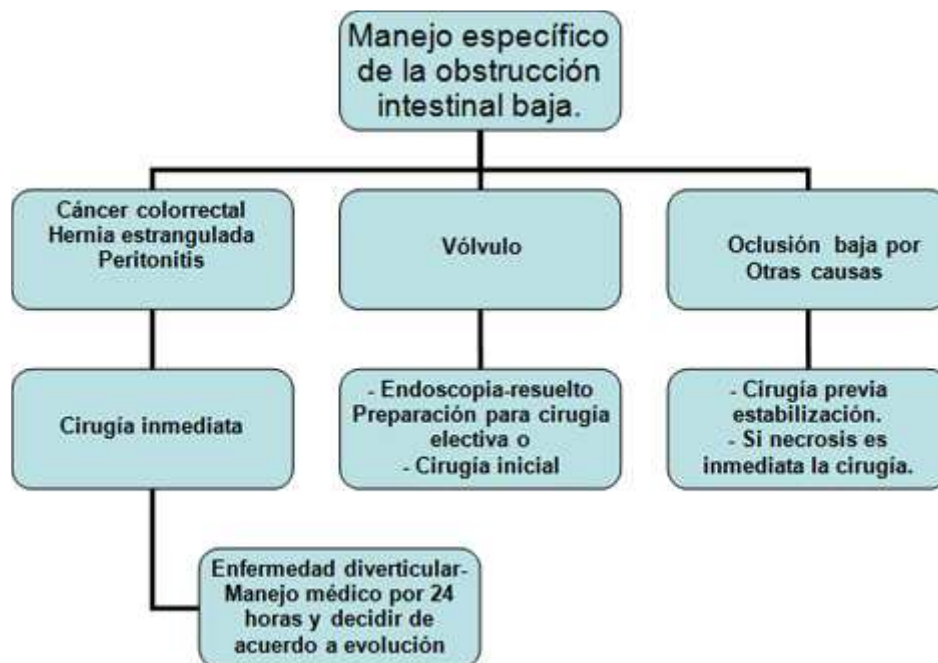 Manejo específico
de la obstrucción
intestinal baja.
Cáncer colorrectal
Hernia estrangulada
Peritonitis
Vólvulo
Oclusión baja por
Otras causas
Cirugía inmediata
- Endoscopia-resuelto
Preparación para cirugía
electiva o
- Cirugía inicial
- Cirugía previa
estabilización.
- Si necrosis es
inmediata la cirugía.
Enfermedad diverticular-
Manejo médico por 24
horas y decidir de
acuerdo a evolución